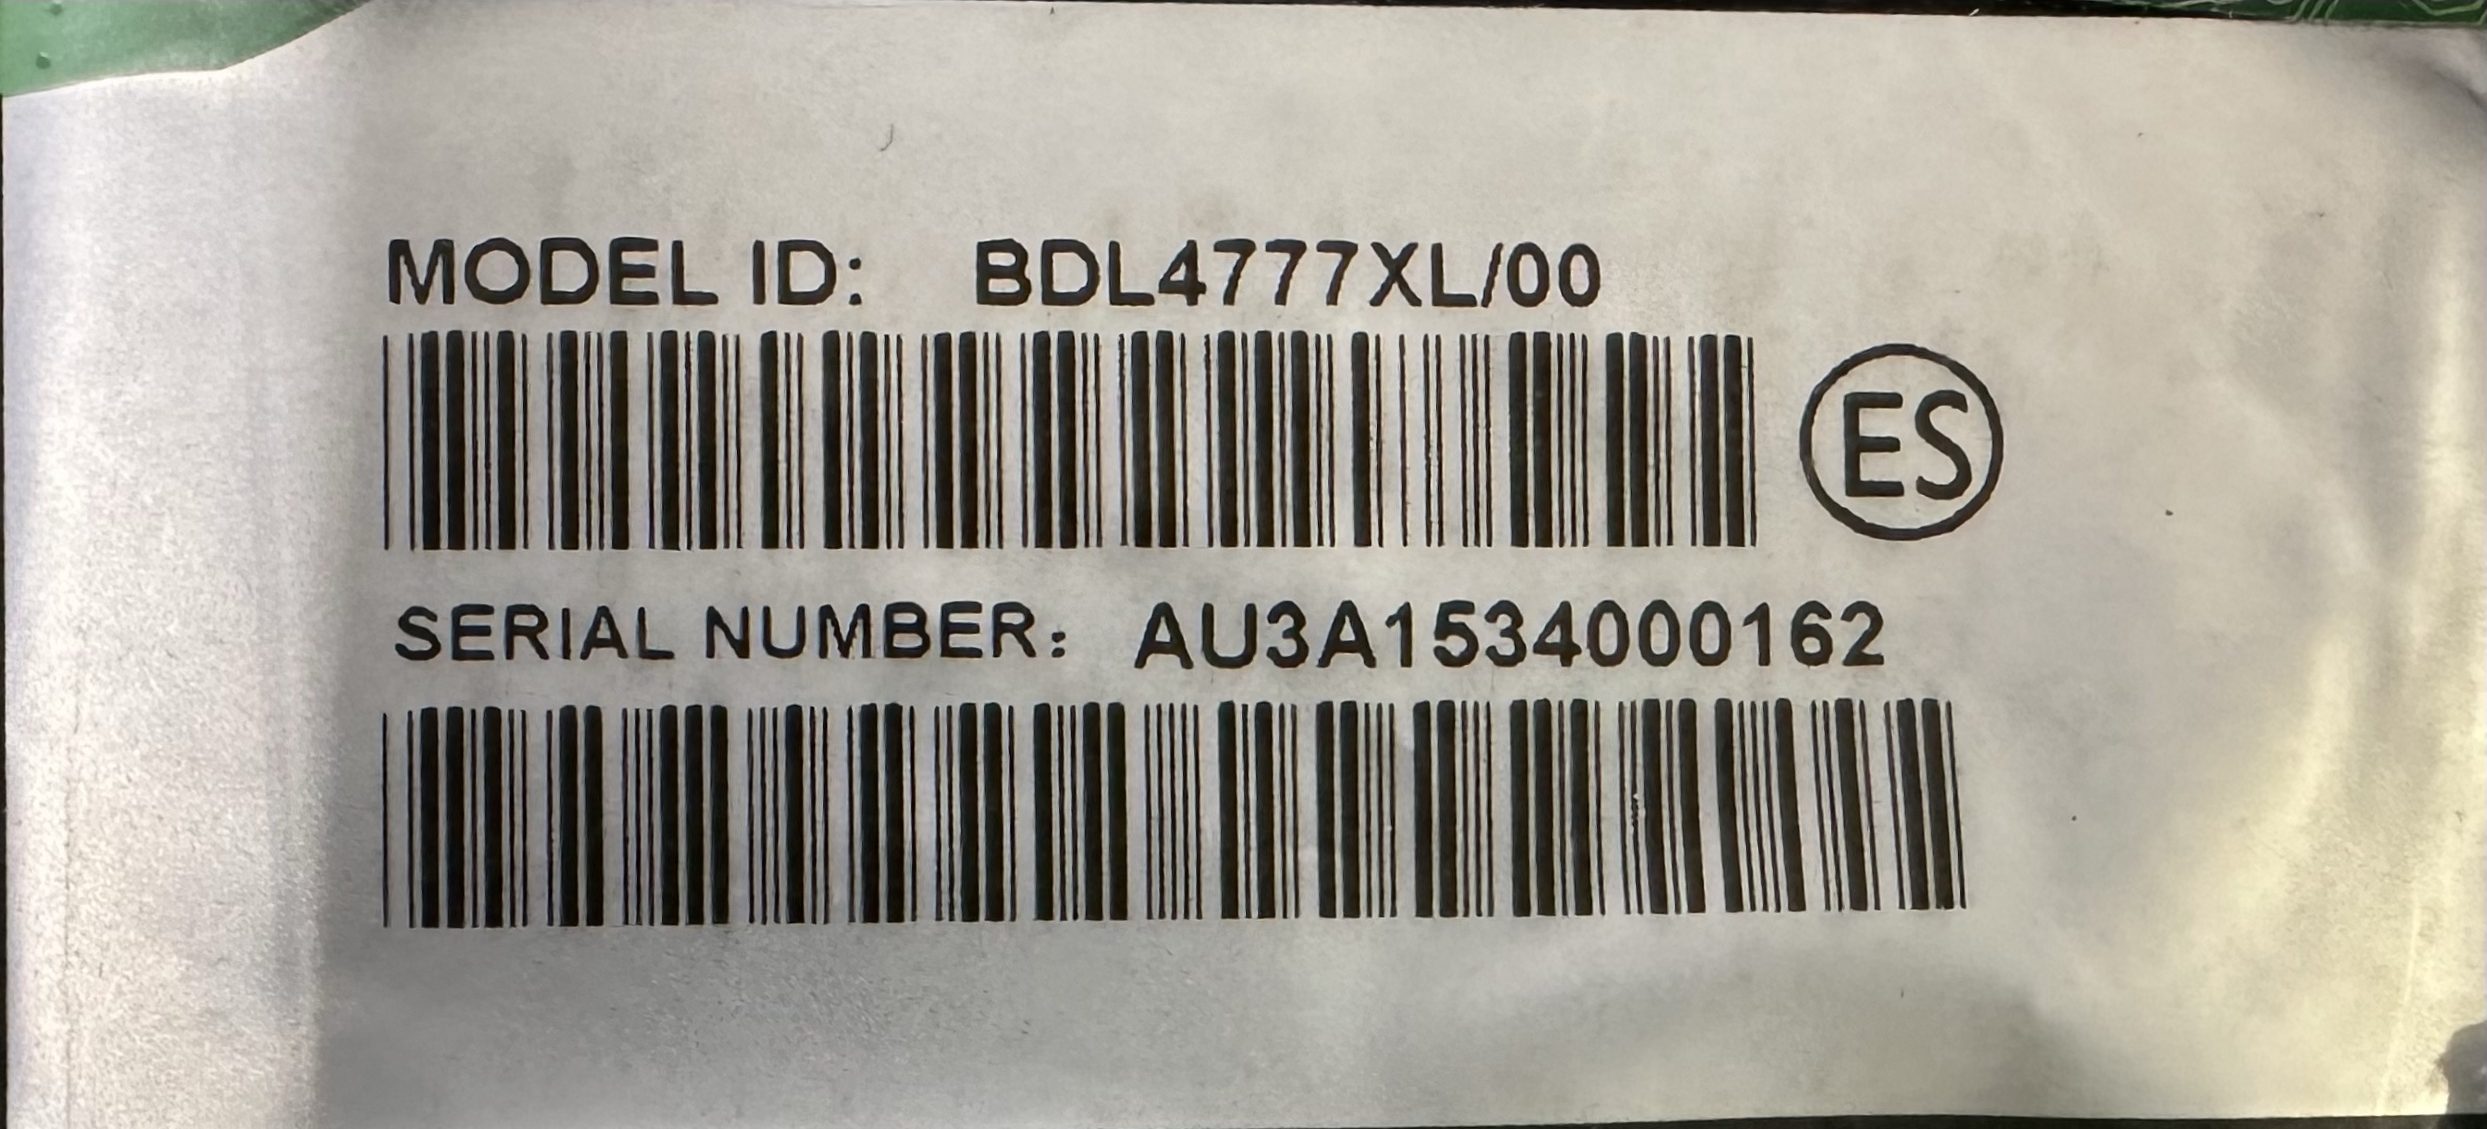 MODEL ID: BDL4777XL/00
ES
SERIAL NUMBER: AU3A1534000162